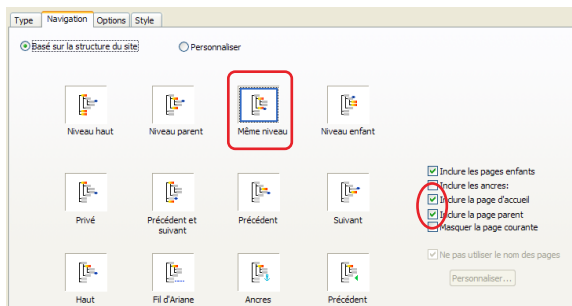 Type Navigation Options Style
Basé sur la structure du site Personnaliser
Niveau haut Niveau parent Même niveau Niveau enfant
Inclure les pages enfants
Inclure les ancres:
Inclure la page d'accueil
Inclure la page parent
Masquer la page courante
Privé Précédent et suivant Précédent Suivant
Ne pas utiliser le nom des pages
Personnaliser...
Haut Fil d'Ariane Ancres Précédent